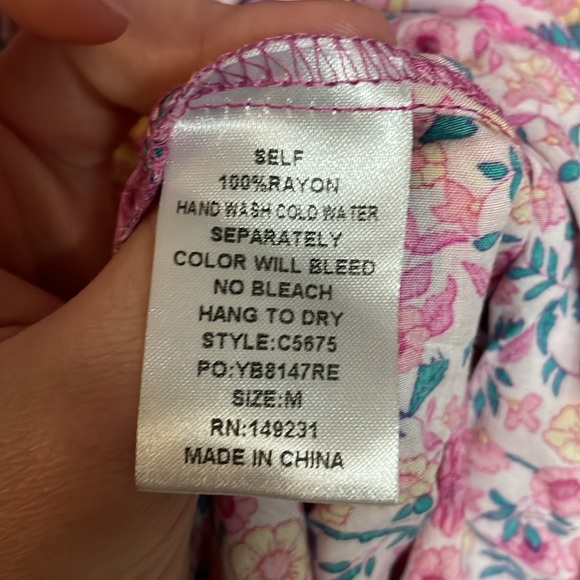 SELF
100%RAYON
HAND WASH COLD WATER
SEPARATELY
COLOR WILL BLEED
NO BLEACH
HANG TO DRY
STYLE:C5675
PO:YB8147RE
SIZE:M
RN:149231
MADE IN CHINA